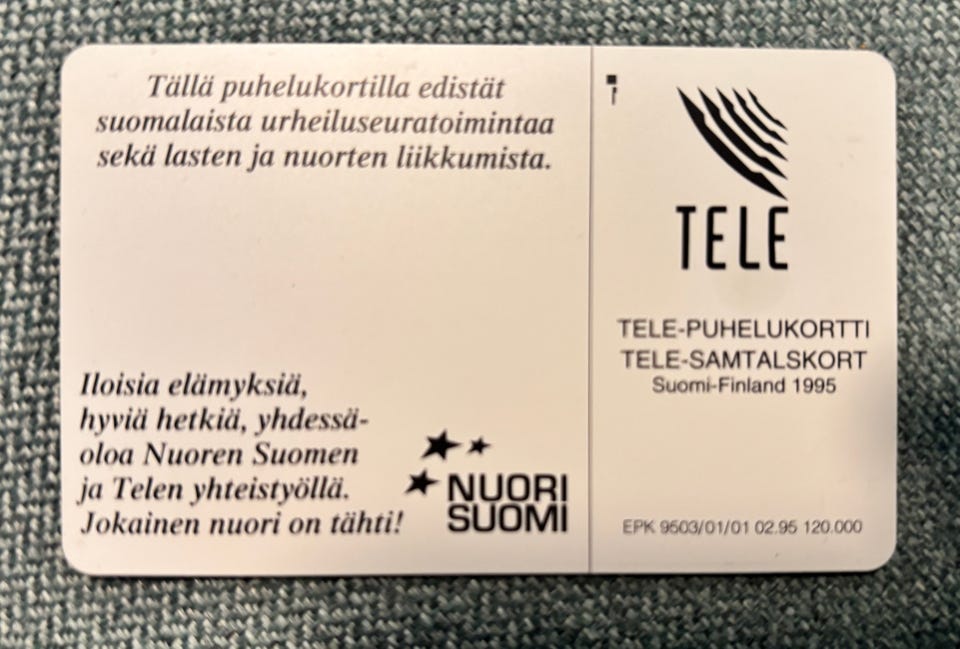 Tällä puhelukortilla edistät
suomalaista urheiluseuratoimintaa
sekä lasten ja nuorten liikkumista.
Iloisia elämyksiä,
hyviä hetkiä, yhdessä-
oloa Nuoren Suomen
ja Telen yhteistyöllä.
Jokainen nuori on tähti!
NUORI
SUOMI
TELE
TELE-PUHELUKORTTI
TELE-SAMTALSKORT
Suomi-Finland 1995
EPK 9503/01/01 02.95 120.000